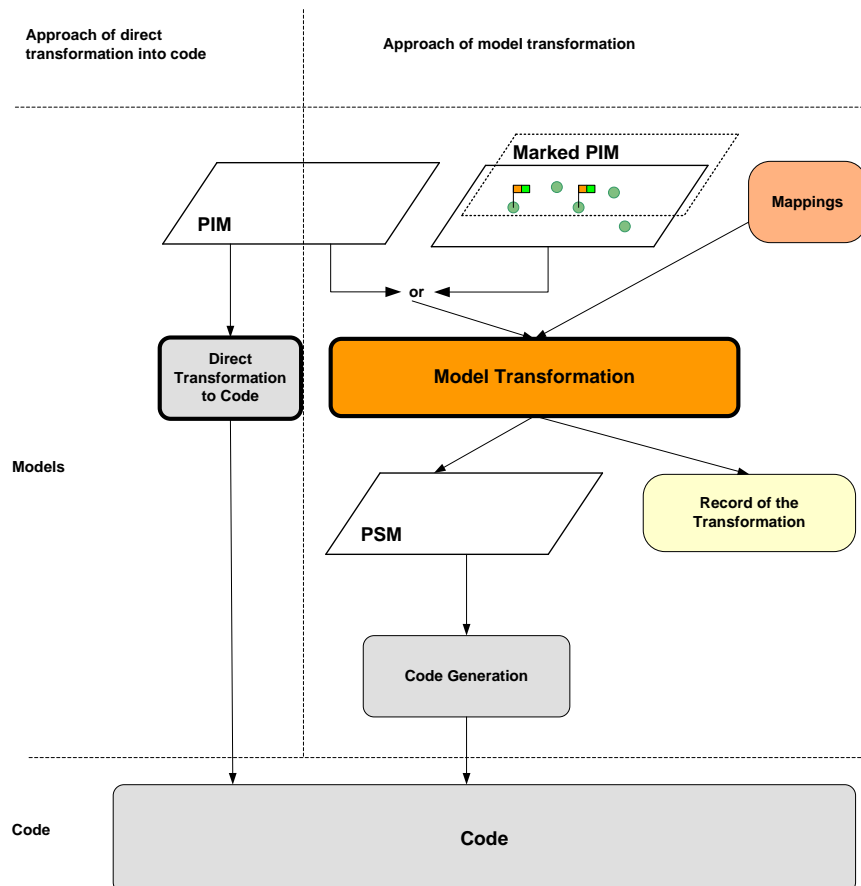 Approach of direct
transformation into code
Approach of model transformation
Marked PIM
Mappings
PIM
or
Direct
Transformation
to Code
Model Transformation
Models
Record of the
Transformation
PSM
Code Generation
Code
Code